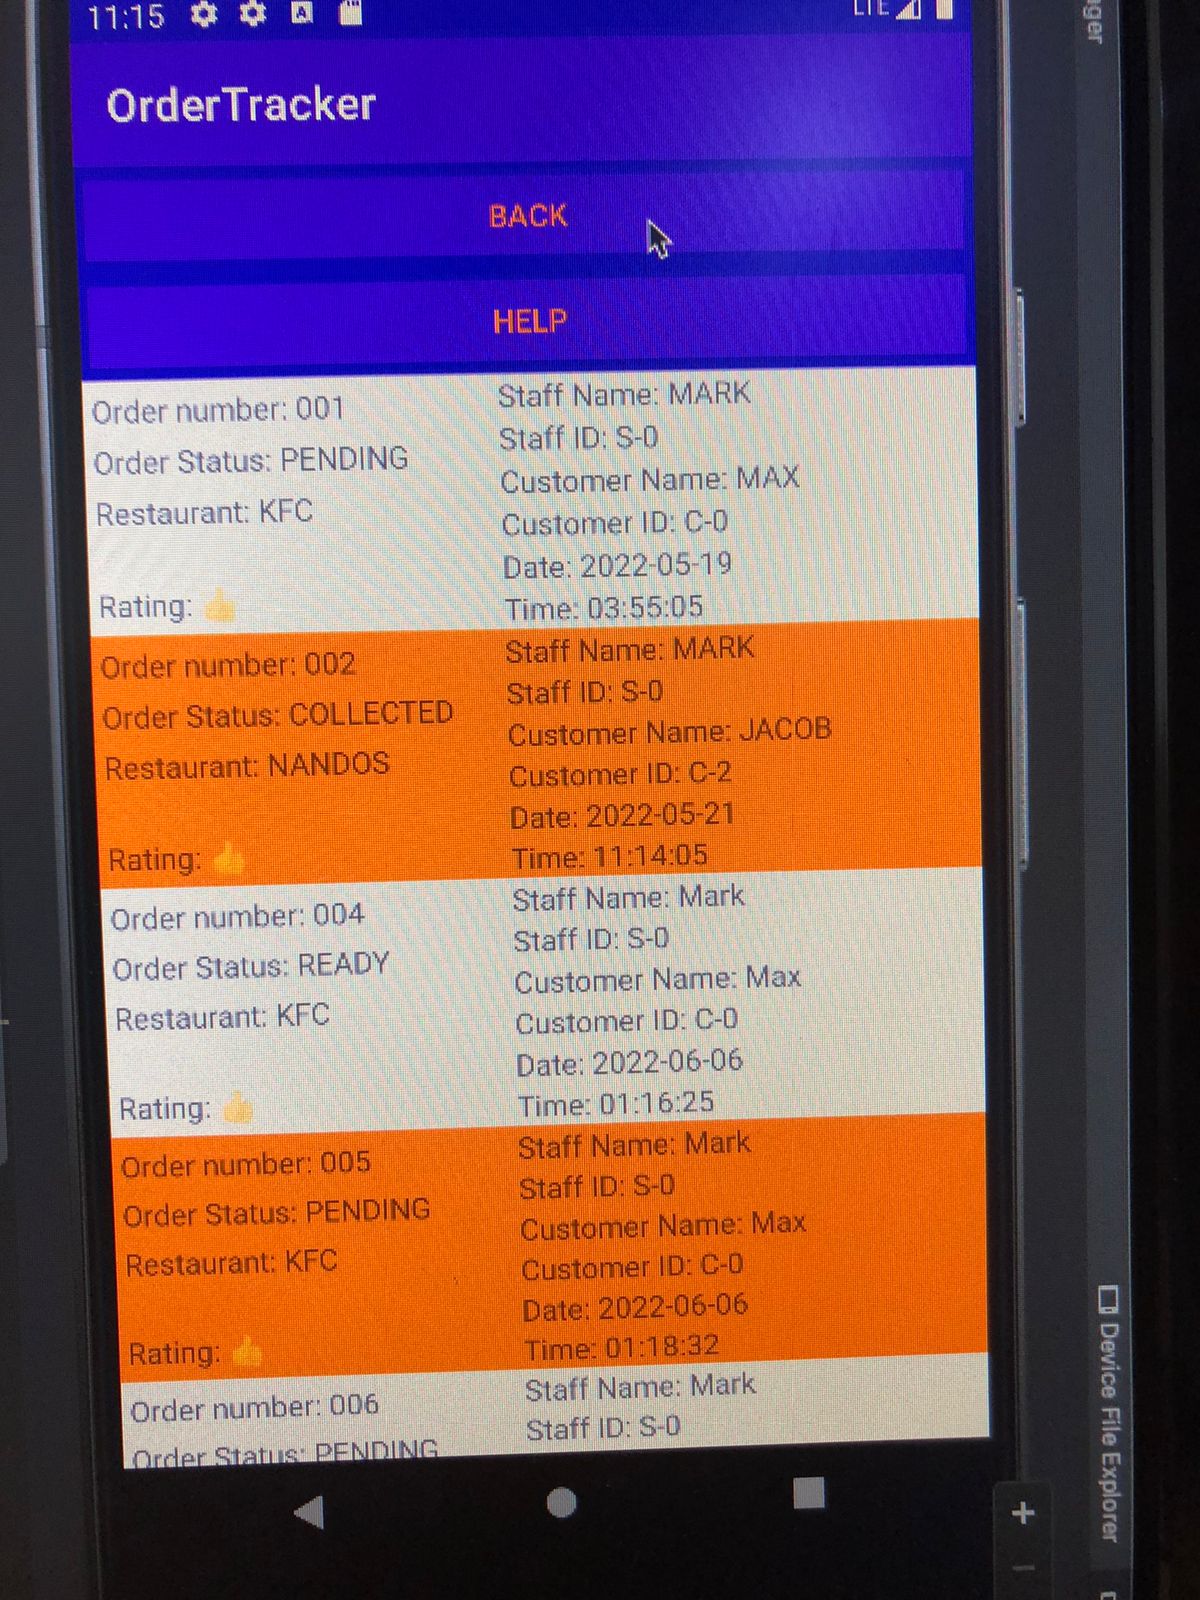 11:15
LTE
OrderTracker
BACK
HELP
Order number: 001
Order Status: PENDING
Restaurant: KFC
Rating: 👍
Staff Name: MARK
Staff ID: S-0
Customer Name: MAX
Customer ID: C-0
Date: 2022-05-19
Time: 03:55:05
Order number: 002
Order Status: COLLECTED
Restaurant: NANDOS
Rating: 👍
Staff Name: MARK
Staff ID: S-0
Customer Name: JACOB
Customer ID: C-2
Date: 2022-05-21
Time: 11:14:05
Order number: 004
Order Status: READY
Restaurant: KFC
Rating: 👍
Staff Name: Mark
Staff ID: S-0
Customer Name: Max
Customer ID: C-0
Date: 2022-06-06
Time: 01:16:25
Order number: 005
Order Status: PENDING
Restaurant: KFC
Rating: 👍
Staff Name: Mark
Staff ID: S-0
Customer Name: Max
Customer ID: C-0
Date: 2022-06-06
Time: 01:18:32
Order number: 006
Order Status: PENDING
Staff Name: Mark
Staff ID: S-0
Device File Explorer